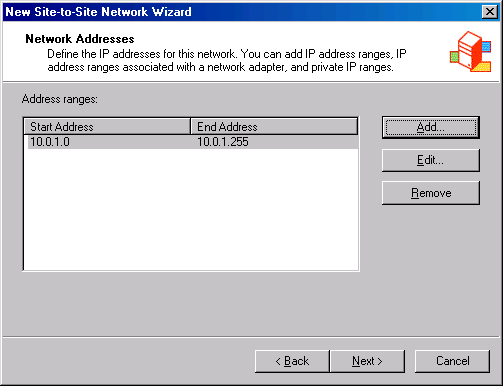 New Site-to-Site Network Wizard
Network Addresses
Define the IP addresses for this network. You can add IP address ranges, IP
address ranges associated with a network adapter, and private IP ranges.
Address ranges:
Start Address End Address
10.0.1.0 10.0.1.255
Add...
Edit...
Remove
< Back Next > Cancel